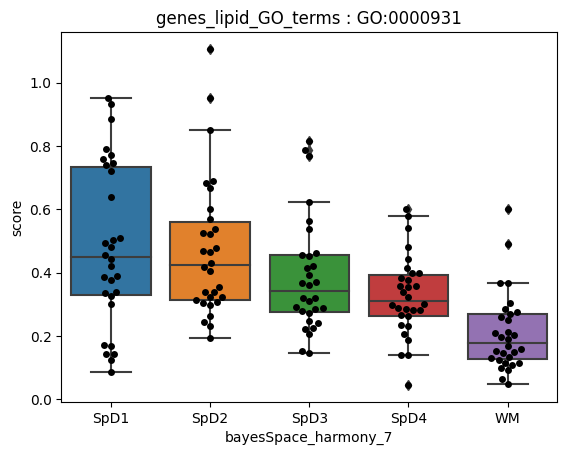 genes_lipid_GO_terms : GO:0000931
score
1.0
0.8
0.6
0.4
0.2
0.0
SpD1 SpD2 SpD3 SpD4 WM
bayesSpace_harmony_7